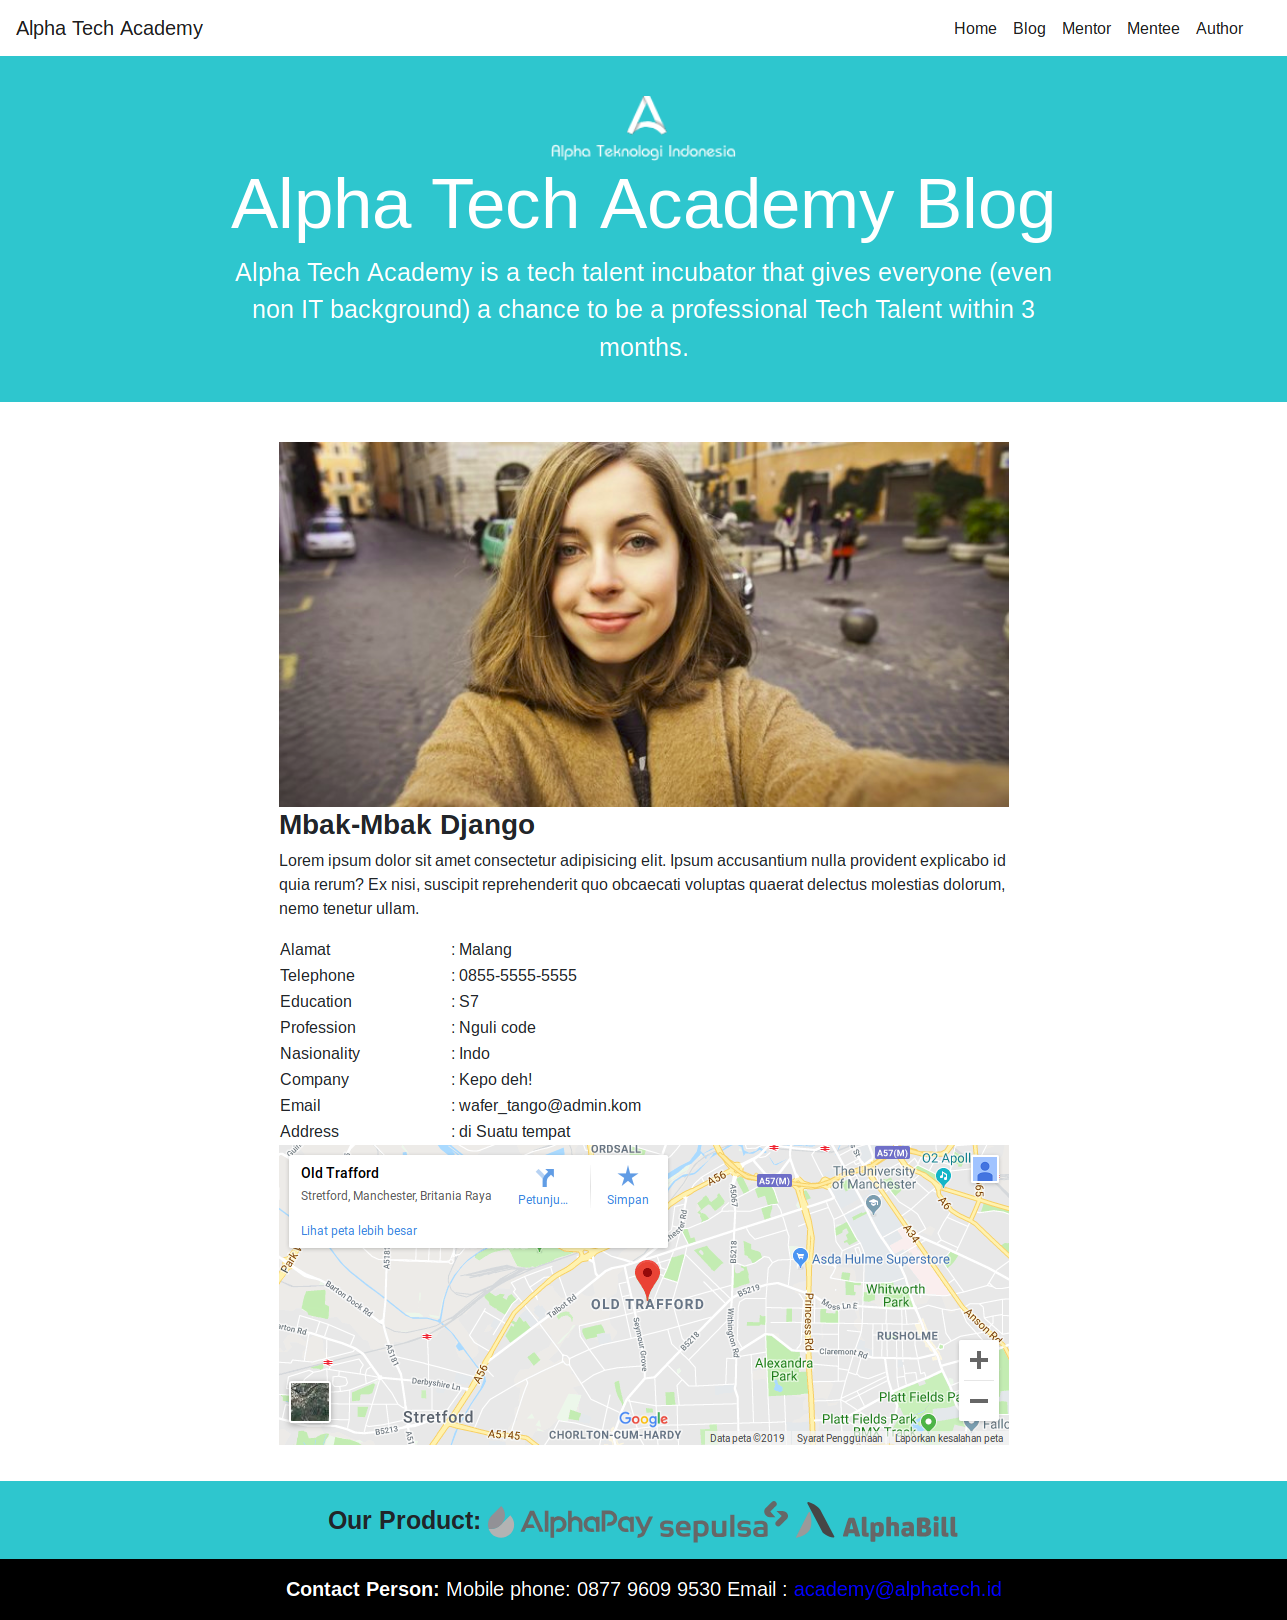 Alpha Tech Academy
Home Blog Mentor Mentee Author
Alpha Teknologi Indonesia
Alpha Tech Academy Blog
Alpha Tech Academy is a tech talent incubator that gives everyone (even
non IT background) a chance to be a professional Tech Talent within 3
months.
Mbak-Mbak Django
Lorem ipsum dolor sit amet consectetur adipisicing elit. Ipsum accusantium nulla provident explicabo id
quia rerum? Ex nisi, suscipit reprehenderit quo obcaecati voluptas quaerat delectus molestias dolorum,
nemo tenetur ullam.
Alamat : Malang
Telephone : 0855-5555-5555
Education : S7
Profession : Nguli code
Nasionality : Indo
Company : Kepo deh!
Email : wafer_tango@admin.kom
Address : di Suatu tempat
ORDSALL
A57(M)
O2 Apoll
Old Trafford
Stretford, Manchester, Britania Raya
Petunju...
Simpan
Lihat peta lebih besar
A56
A57(M)
The University
of Manchester
A5067
A6
A34
B5218
Asda Hulme Superstore
Barton Dock Rd
Talbot Rd
OLD TRAFFORD
B5219
Whitworth
Park
Princess Rd
Moss Ln E
Anson Rd
Seymour Grove
B5218
Withington Rd
RUSHOLME
A5181
Claremont Rd
Alexandra
Park
A56
Derbyshire Ln
Stretford
B5213
A5145
Google
CHORLTON-CUM-HARDY
Platt Fields Park
Data peta ©2019 Syarat Penggunaan Laporkan kesalahan peta
Our Product: AlphaPay sepulsa AlphaBill
Contact Person: Mobile phone: 0877 9609 9530 Email : academy@alphatech.id